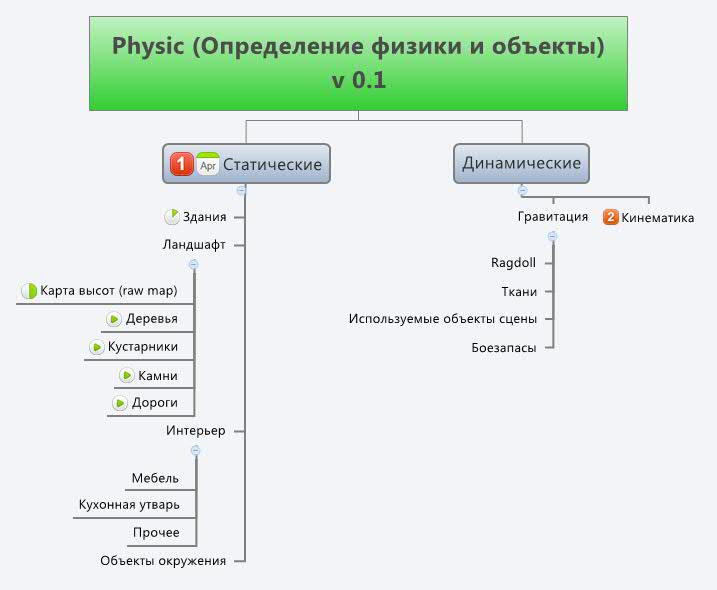 Physic (Определение физики и объекты)
v 0.1
1 Apr Статические
Здания
Ландшафт
Карта высот (raw map)
Деревья
Кустарники
Камни
Дороги
Интерьер
Мебель
Кухонная утварь
Прочее
Объекты окружения
Динамические
Гравитация
2 Кинематика
Ragdoll
Ткани
Используемые объекты сцены
Боезапасы